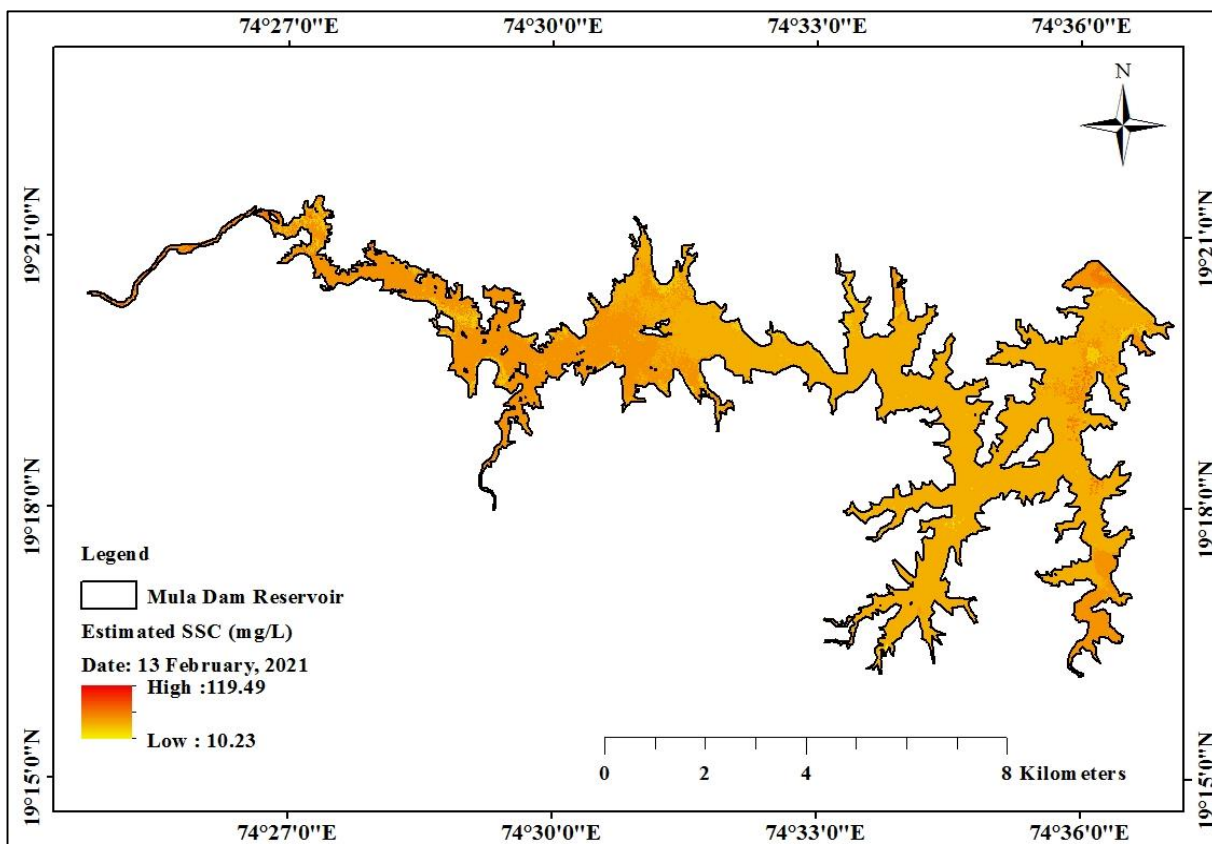 74°27'0"E 74°30'0"E 74°33'0"E 74°36'0"E
N
19°21'0"N 19°21'0"N
19°18'0"N 19°18'0"N
Legend
Mula Dam Reservoir
Estimated SSC (mg/L)
Date: 13 February, 2021
High :119.49
Low : 10.23
0 2 4 8 Kilometers
19°15'0"N 19°15'0"N
74°27'0"E 74°30'0"E 74°33'0"E 74°36'0"E